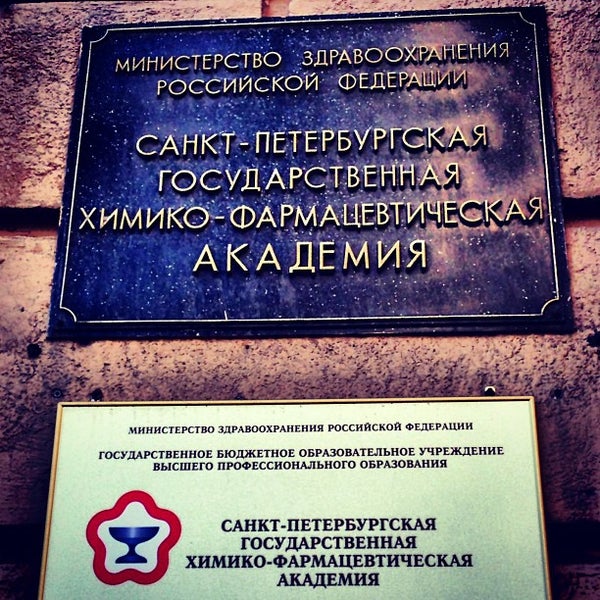 МИНИСТЕРСТВО ЗДРАВООХРАНЕНИЯ
РОССИЙСКОЙ ФЕДЕРАЦИИ
САНКТ-ПЕТЕРБУРГСКАЯ
ГОСУДАРСТВЕННАЯ
ХИМИКО-ФАРМАЦЕВТИЧЕСКАЯ
АКАДЕМИЯ
МИНИСТЕРСТВО ЗДРАВООХРАНЕНИЯ РОССИЙСКОЙ ФЕДЕРАЦИИ
ГОСУДАРСТВЕННОЕ БЮДЖЕТНОЕ ОБРАЗОВАТЕЛЬНОЕ УЧРЕЖДЕНИЕ
ВЫСШЕГО ПРОФЕССИОНАЛЬНОГО ОБРАЗОВАНИЯ
САНКТ-ПЕТЕРБУРГСКАЯ
ГОСУДАРСТВЕННАЯ
ХИМИКО-ФАРМАЦЕВТИЧЕСКАЯ
АКАДЕМИЯ